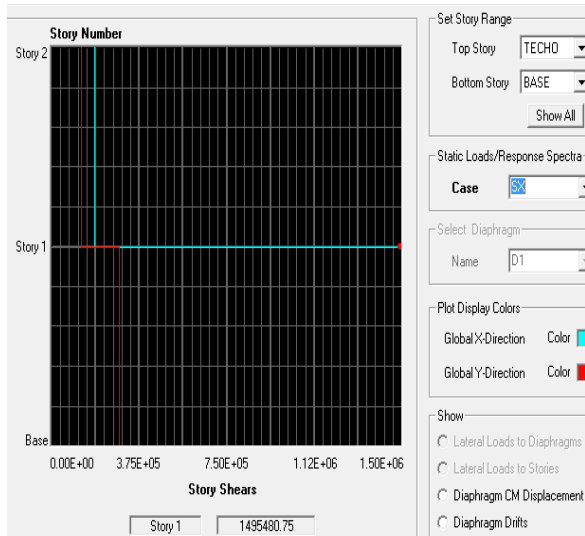 Story Number
Story 2
Story 1
Base
0.00E+00 3.75E+05 7.50E+05 1.12E+06 1.50E+06
Story Shears
Story 1 1495480.75
Set Story Range
Top Story TECHO
Bottom Story BASE
Show All
Static Loads/Response Spectra
Case SX
Select Diaphragm
Name D1
Plot Display Colors
Global X-Direction Color
Global Y-Direction Color
Show
Lateral Loads to Diaphragms
Lateral Loads to Stories
Diaphragm CM Displacement
Diaphragm Drifts